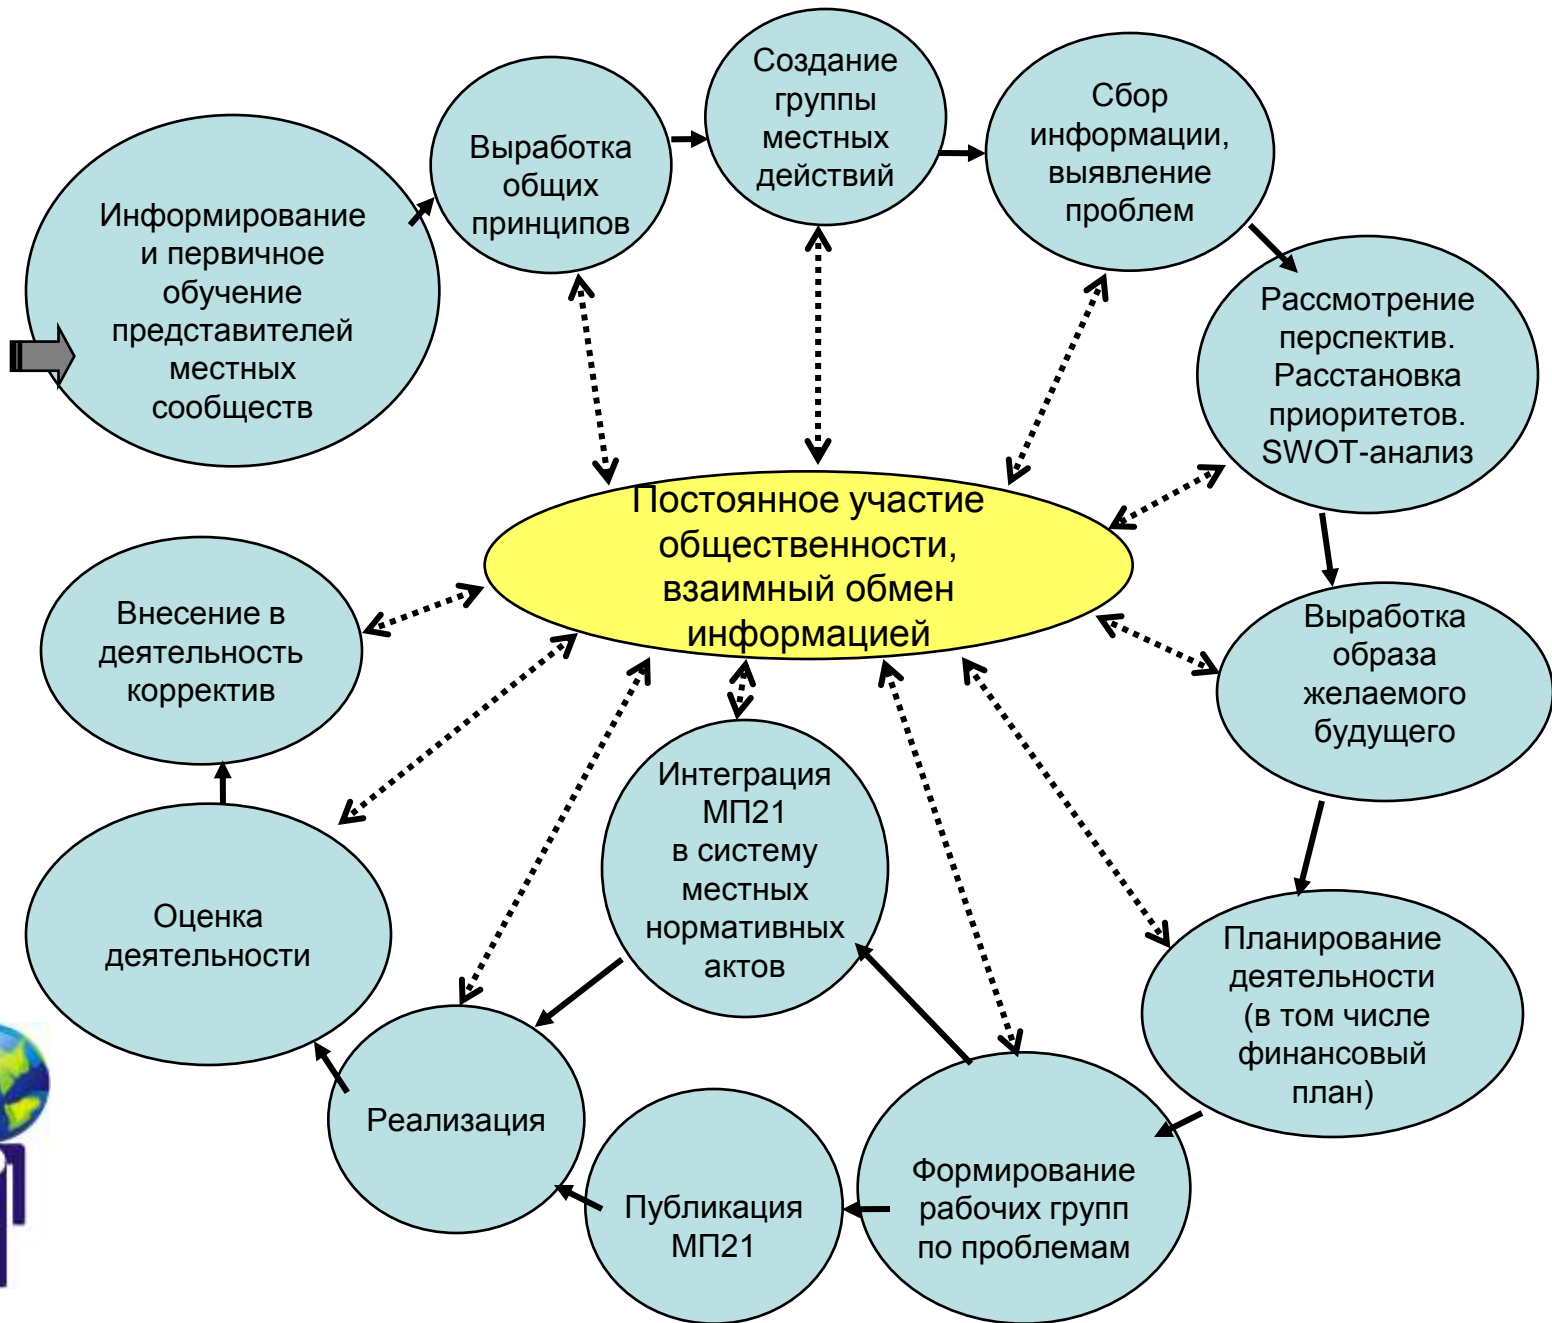 Информирование
и первичное
обучение
представителей
местных
сообществ
Выработка
общих
принципов
Создание
группы
местных
действий
Сбор
информации,
выявление
проблем
Рассмотрение
перспектив.
Расстановка
приоритетов.
SWOT-анализ
Постоянное участие
общественности,
взаимный обмен
информацией
Выработка
образа
желаемого
будущего
Внесение в
деятельность
корректив
Интеграция
МП21
в систему
местных
нормативных
актов
Оценка
деятельности
Планирование
деятельности
(в том числе
финансовый
план)
Реализация
Публикация
МП21
Формирование
рабочих групп
по проблемам